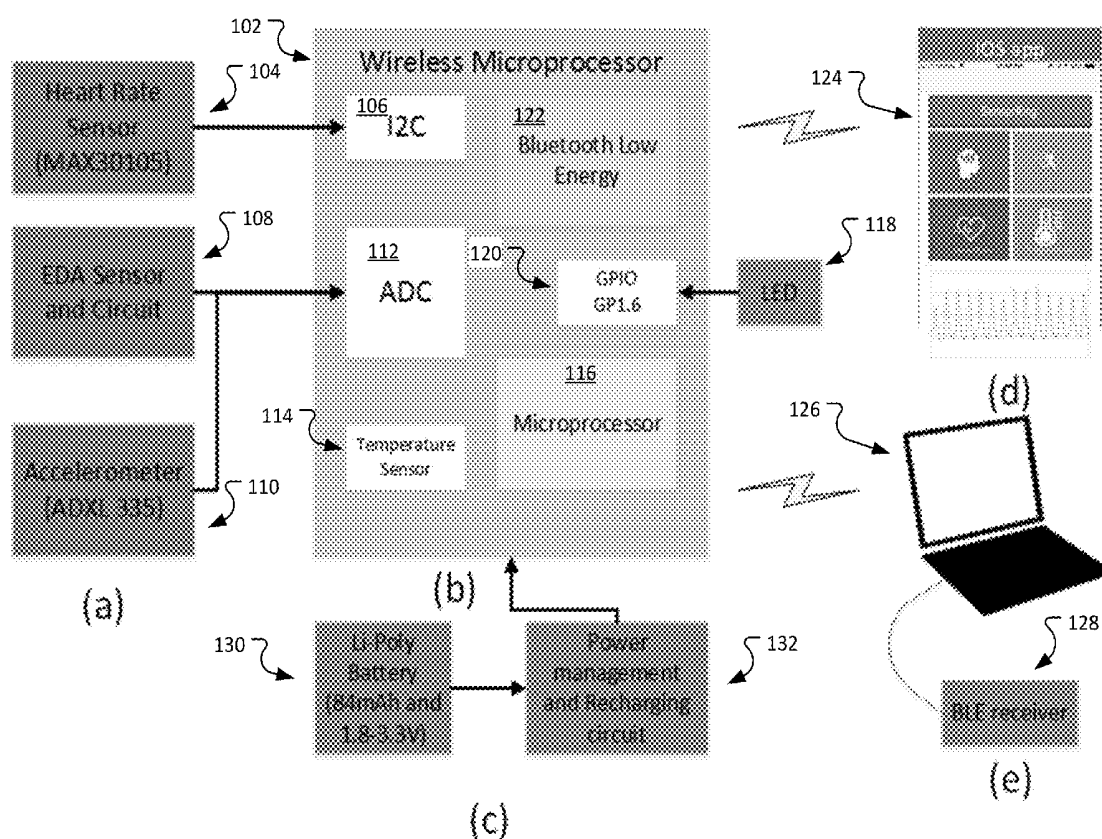 102
Wireless Microprocessor
104
Heart Rate
Sensor
(MAX30105)
106
I2C
122
Bluetooth Low
Energy
124
108
EDA Sensor
and Circuit
112
ADC
120
GPIO
GP1.6
118
LED
116
Microprocessor
114
Temperature
Sensor
110
Accelerometer
(ADXL 335)
126
(a)
(b)
(d)
130
Li-Poly
Battery
(84mAh and
1.8-3.3V)
Power
management
and Recharging
circuit
132
128
BLE receiver
(e)
(c)